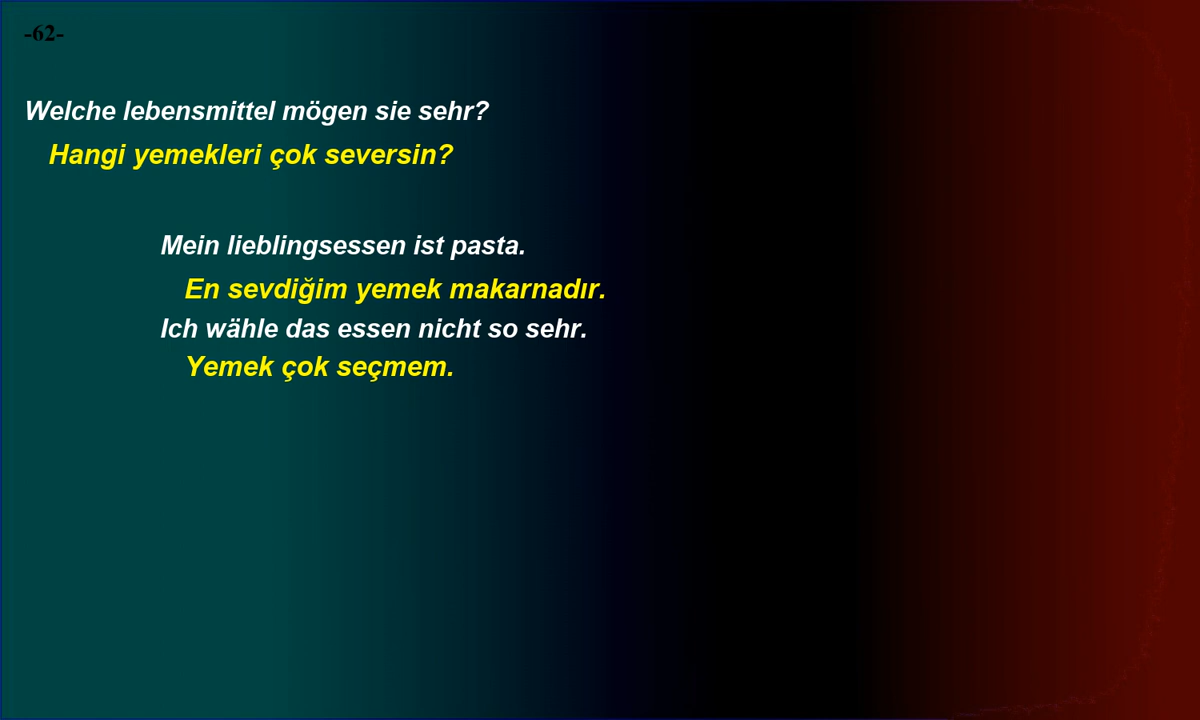 -62-
Welche lebensmittel mögen sie sehr?
Hangi yemekleri çok seversin?
Mein lieblingsessen ist pasta.
En sevdiğim yemek makarnadır.
Ich wähle das essen nicht so sehr.
Yemek çok seçmem.